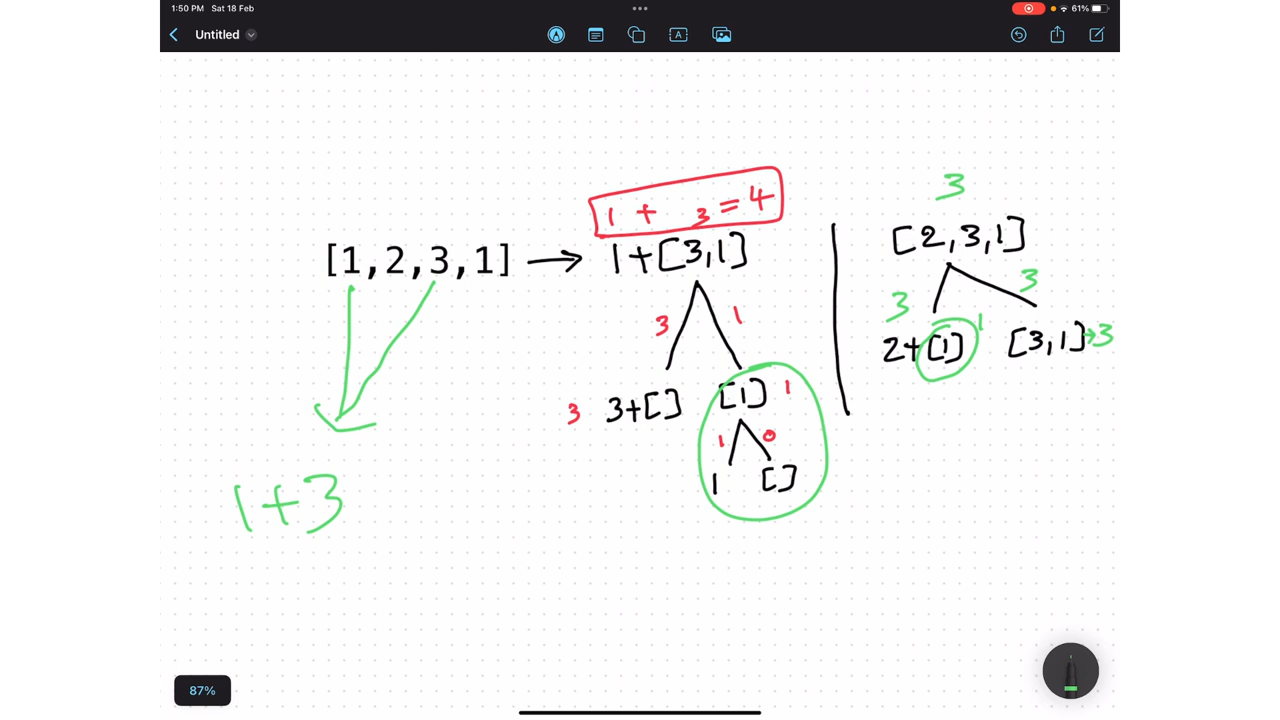 1:50 PM Sat 18 Feb
61%
Untitled
A
1 + 3 = 4
3
[1,2,3,1] → 1+[3,1]
[2,3,1]
3 1
3 3
3 3+[] [1] 1
2+[1] 1 [3,1]→3
1 0
1 []
1+3
87%